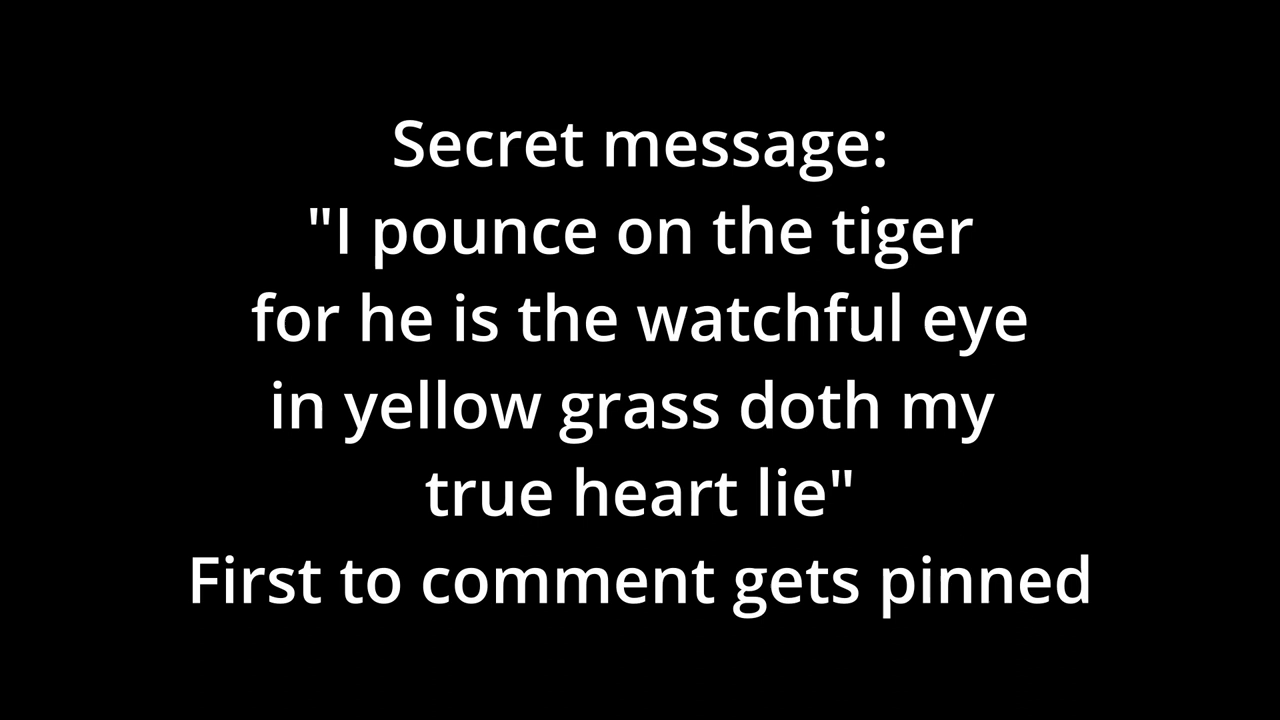 Secret message:
"I pounce on the tiger
for he is the watchful eye
in yellow grass doth my
true heart lie"
First to comment gets pinned